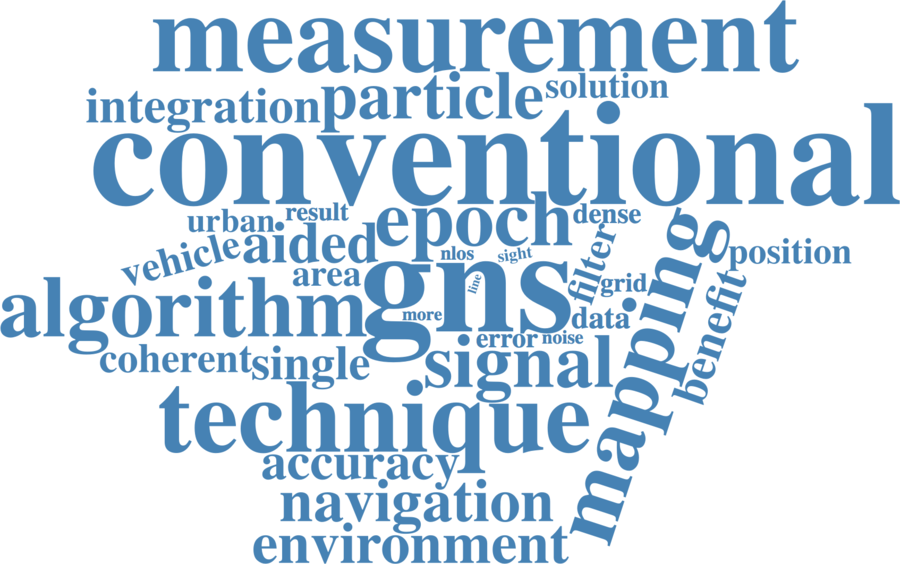 measurement
solution
integration
particle
conventional
urban
result
epoch
dense
vehicle
aided
nlos
sight
filter
mapping
position
area
gns
line
grid
algorithm
more
data
benefit
error
noise
coherent
single
signal
technique
accuracy
navigation
environment